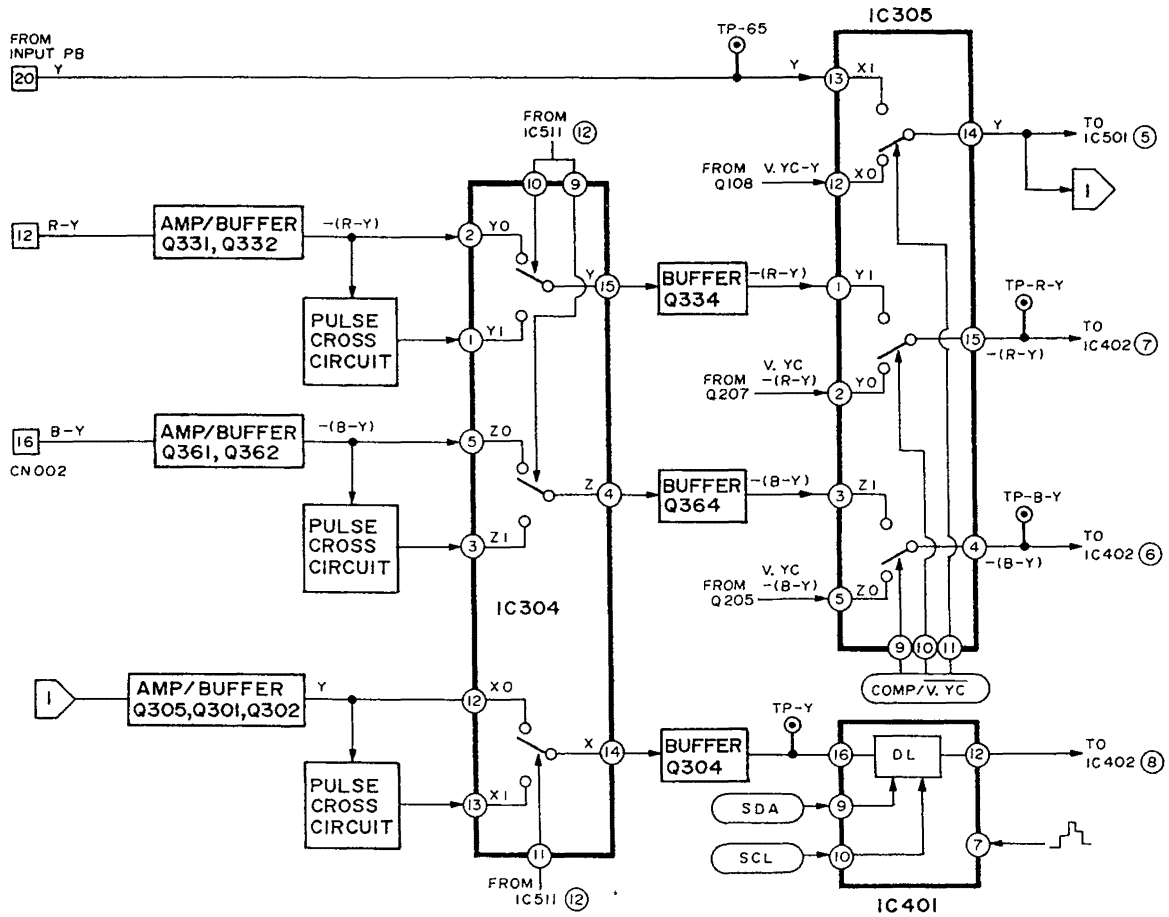 IC305
TP-65
FROM
INPUT PB
20 Y
Y
13 X1
FROM
IC511 12
14 Y
TO
IC501 5
FROM
Q108
V. YC-Y
12 X0
1
10 9
12 R-Y
AMP/BUFFER
Q331, Q332
-(R-Y)
2 Y0
Y 15
BUFFER
Q334
-(R-Y)
1 Y1
TP-R-Y
PULSE
CROSS
CIRCUIT
1 Y1
15
-(R-Y)
TO
IC402 7
FROM
Q207
V. YC
-(R-Y)
2 Y0
16 B-Y
CN002
AMP/BUFFER
Q361, Q362
-(B-Y)
5 Z0
Z 4
BUFFER
Q364
-(B-Y)
3 Z1
TP-B-Y
PULSE
CROSS
CIRCUIT
3 Z1
4
-(B-Y)
TO
IC402 6
FROM
Q205
V. YC
-(B-Y)
5 Z0
IC304
9 10 11
COMP/V. YC
1
AMP/BUFFER
Q305,Q301,Q302
Y
12 X0
X 14
BUFFER
Q304
TP-Y
16 DL 12
TO
IC402 8
PULSE
CROSS
CIRCUIT
13 X1
SDA 9
SCL 10
7
11
FROM
IC511 12
IC401